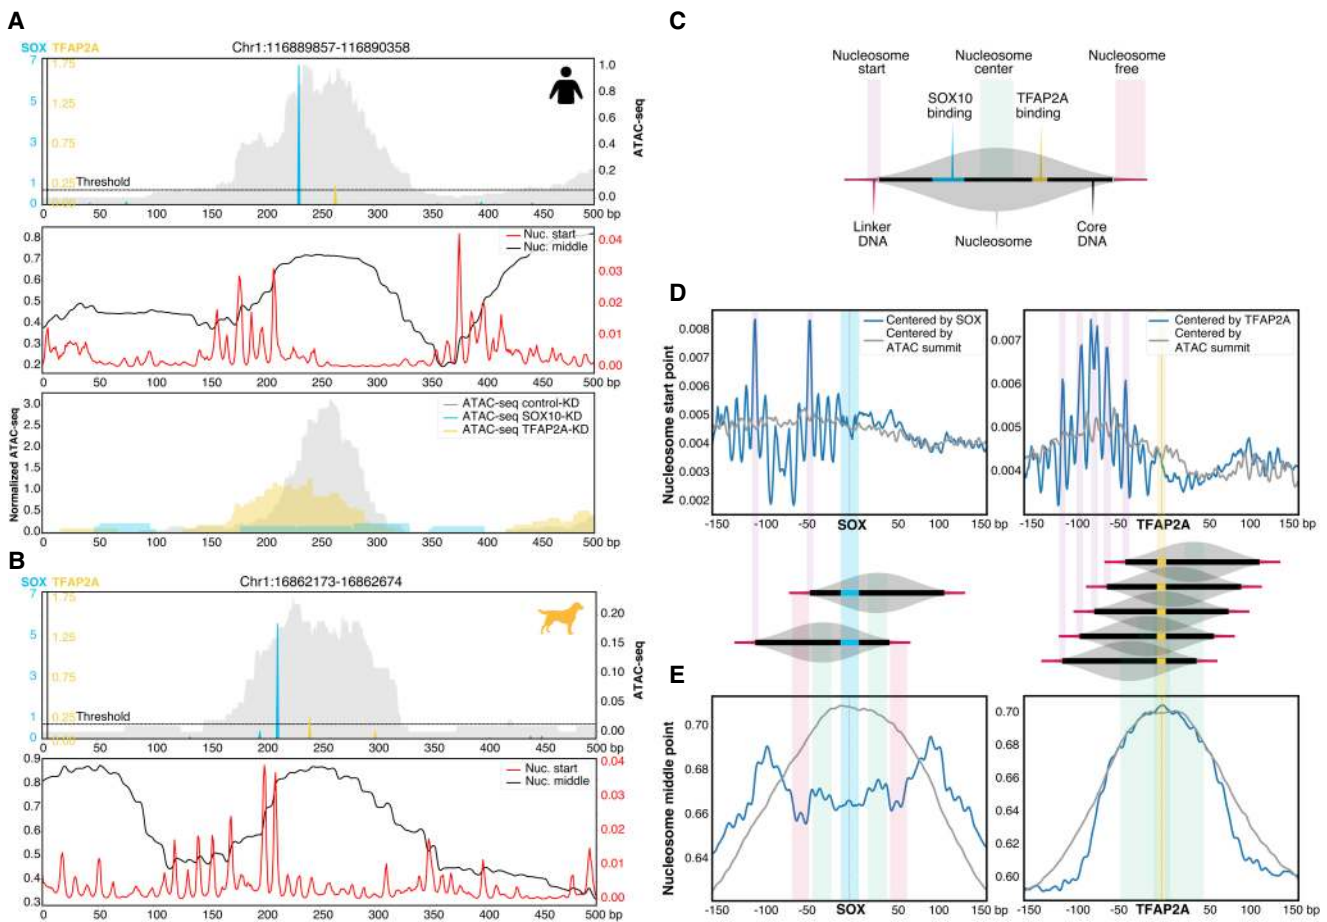 A
SOX TFAP2A
Chr1:116889857-116890358
7
5
3
1
0
1.75
1.25
0.75
0.25
0.00
Threshold
1.0
0.8
0.6
0.4
0.2
0.0
ATAC-seq
0 50 100 150 200 250 300 350 400 450 500 bp
0.8
0.7
0.6
0.5
0.4
0.3
0.2
Nuc. start
Nuc. middle
0.04
0.03
0.02
0.01
0.00
0 50 100 150 200 250 300 350 400 450 500 bp
Normalized ATAC-seq
3.0
2.5
2.0
1.5
1.0
0.5
0.0
ATAC-seq control-KD
ATAC-seq SOX10-KD
ATAC-seq TFAP2A-KD
0 50 100 150 200 250 300 350 400 450 500 bp
B
SOX TFAP2A
Chr1:16862173-16862674
7
5
3
1
0
1.75
1.25
0.75
0.25
0.00
Threshold
0.20
0.15
0.10
0.05
0.00
ATAC-seq
0 50 100 150 200 250 300 350 400 450 500 bp
0.9
0.8
0.7
0.6
0.5
0.4
0.3
Nuc. start
Nuc. middle
0.04
0.03
0.02
0.01
0.00
0 50 100 150 200 250 300 350 400 450 500 bp
C
Nucleosome start
Nucleosome center
Nucleosome free
SOX10 binding
TFAP2A binding
Linker DNA
Nucleosome
Core DNA
D
Nucleosome start point
0.008
0.007
0.006
0.005
0.004
0.003
0.002
Centered by SOX
Centered by
ATAC summit
-150 -100 -50 SOX 50 100 150 bp
0.007
0.006
0.005
0.004
Centered by TFAP2A
Centered by
ATAC summit
-150 -100 -50 TFAP2A 50 100 150 bp
E
Nucleosome middle point
0.70
0.68
0.66
0.64
-150 -100 -50 SOX 50 100 150 bp
0.70
0.68
0.66
0.64
0.62
0.60
-150 -100 -50 TFAP2A 50 100 150 bp